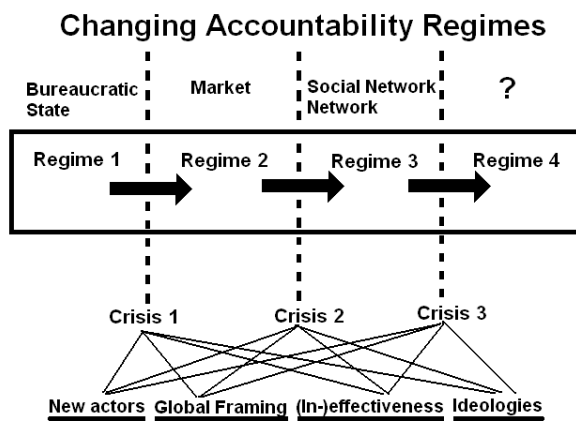 Changing Accountability Regimes
Bureaucratic
State
Market
Social Network
Network
?
Regime 1
Regime 2
Regime 3
Regime 4
Crisis 1
Crisis 2
Crisis 3
New actors
Global Framing
(In-)effectiveness
Ideologies